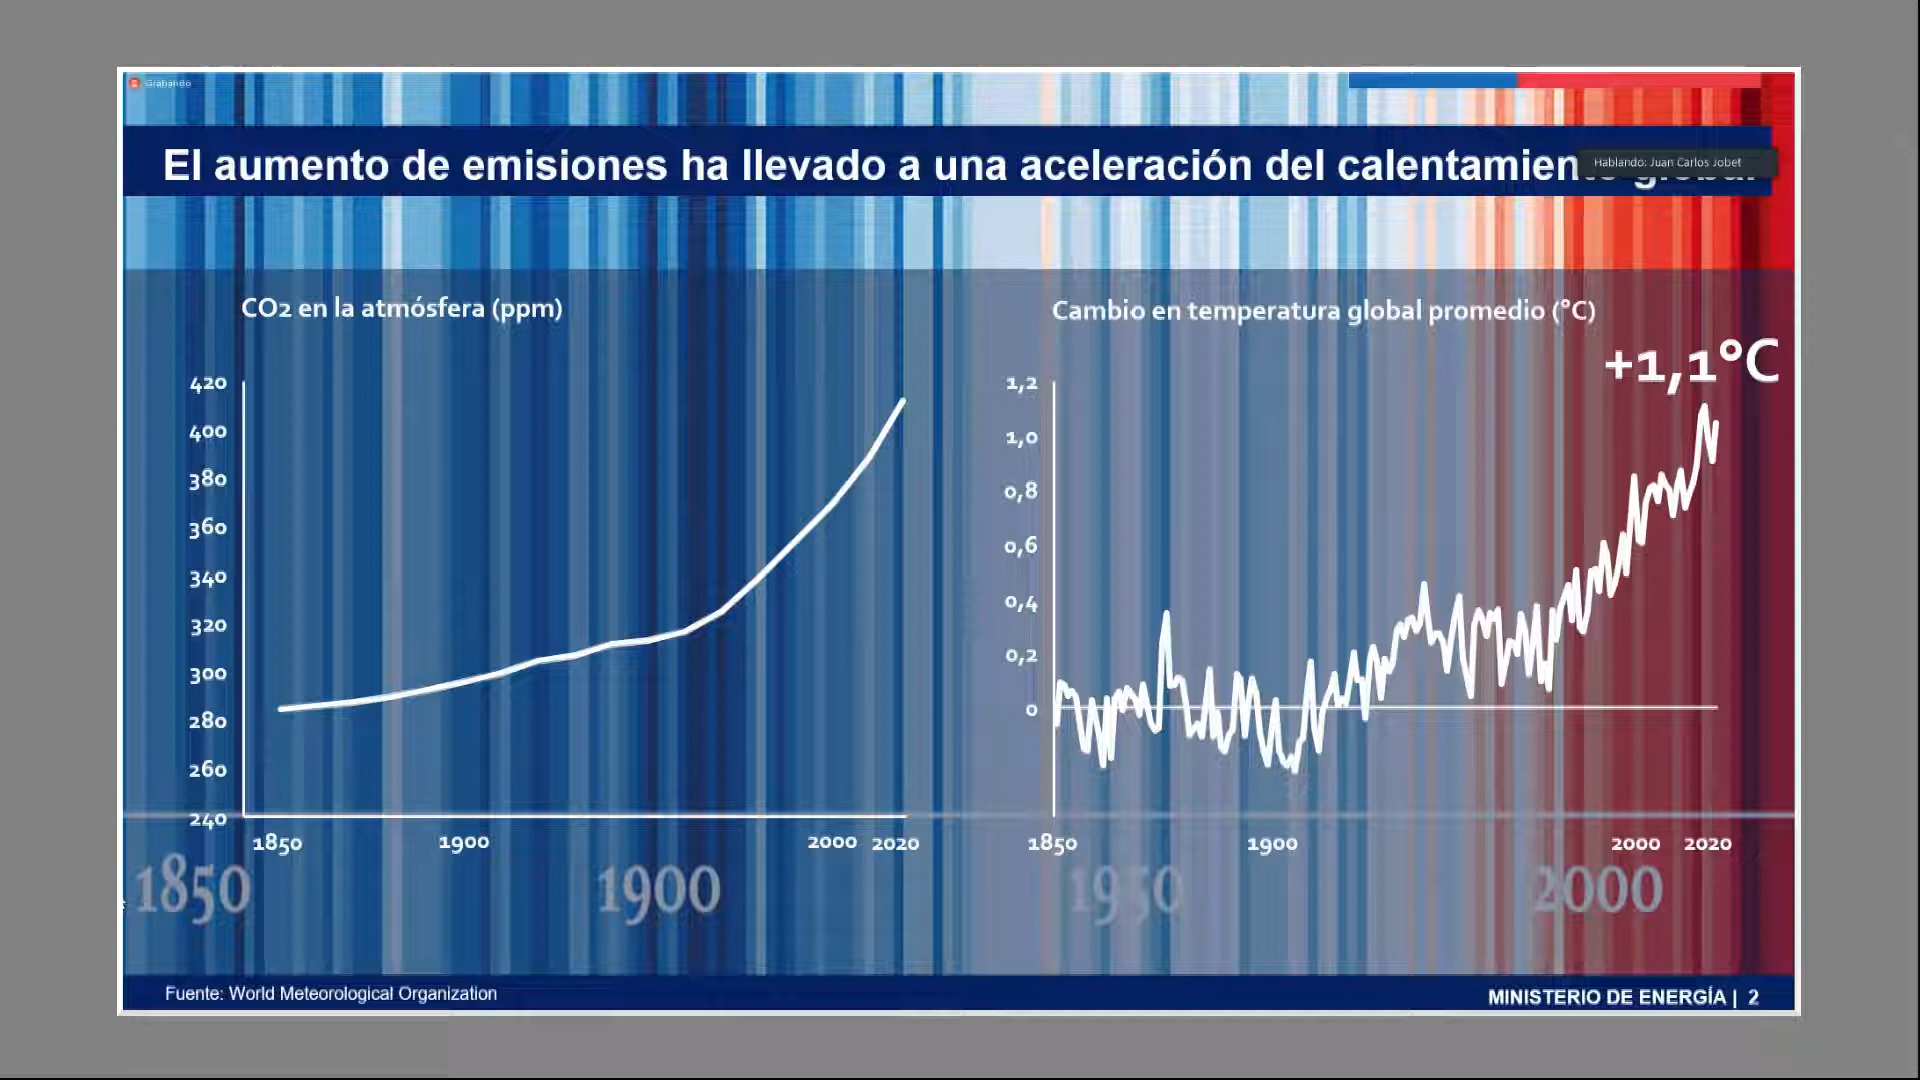 Grabando
El aumento de emisiones ha llevado a una aceleración del calentamiento global
Hablando: Juan Carlos Jobet
CO2 en la atmósfera (ppm)
420
400
380
360
340
320
300
280
260
240
1850 1900 2000 2020
Cambio en temperatura global promedio (°C)
+1,1°C
1,2
1,0
0,8
0,6
0,4
0,2
0
1850 1900 2000 2020
1850 1900 1950 2000
Fuente: World Meteorological Organization
MINISTERIO DE ENERGÍA | 2